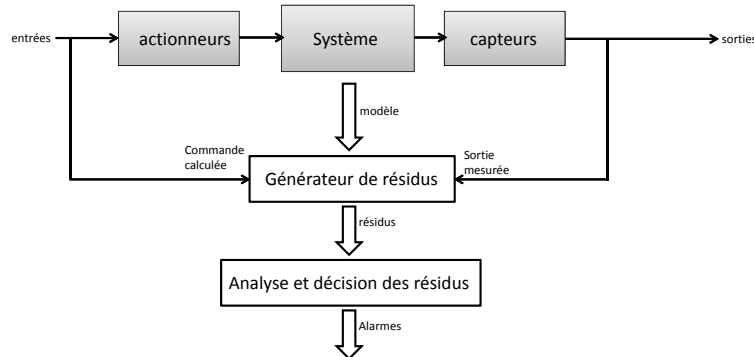 entrées
actionneurs
Système
capteurs
sorties
modèle
Commande
calculée
Sortie
mesurée
Générateur de résidus
résidus
Analyse et décision des résidus
Alarmes